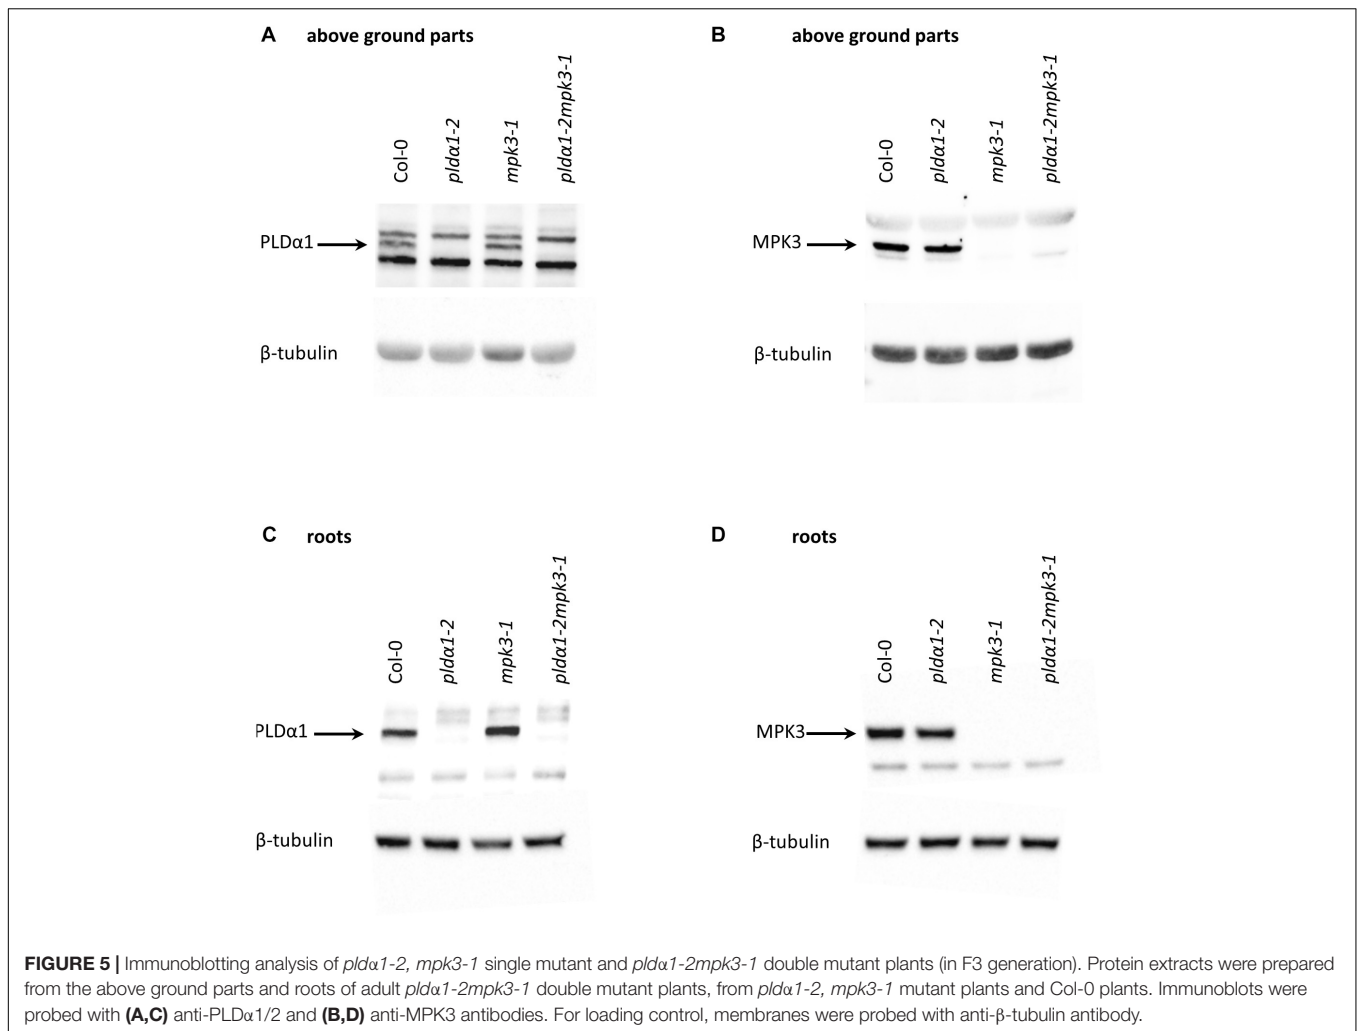 A above ground parts
Col-0
pldα1-2
mpk3-1
pldα1-2mpk3-1
PLDα1
β-tubulin
B above ground parts
Col-0
pldα1-2
mpk3-1
pldα1-2mpk3-1
MPK3
β-tubulin
C roots
Col-0
pldα1-2
mpk3-1
pldα1-2mpk3-1
PLDα1
β-tubulin
D roots
Col-0
pldα1-2
mpk3-1
pldα1-2mpk3-1
MPK3
β-tubulin
FIGURE 5 | Immunoblotting analysis of pldα1-2, mpk3-1 single mutant and pldα1-2mpk3-1 double mutant plants (in F3 generation). Protein extracts were prepared
from the above ground parts and roots of adult pldα1-2mpk3-1 double mutant plants, from pldα1-2, mpk3-1 mutant plants and Col-0 plants. Immunoblots were
probed with (A,C) anti-PLDα1/2 and (B,D) anti-MPK3 antibodies. For loading control, membranes were probed with anti-β-tubulin antibody.